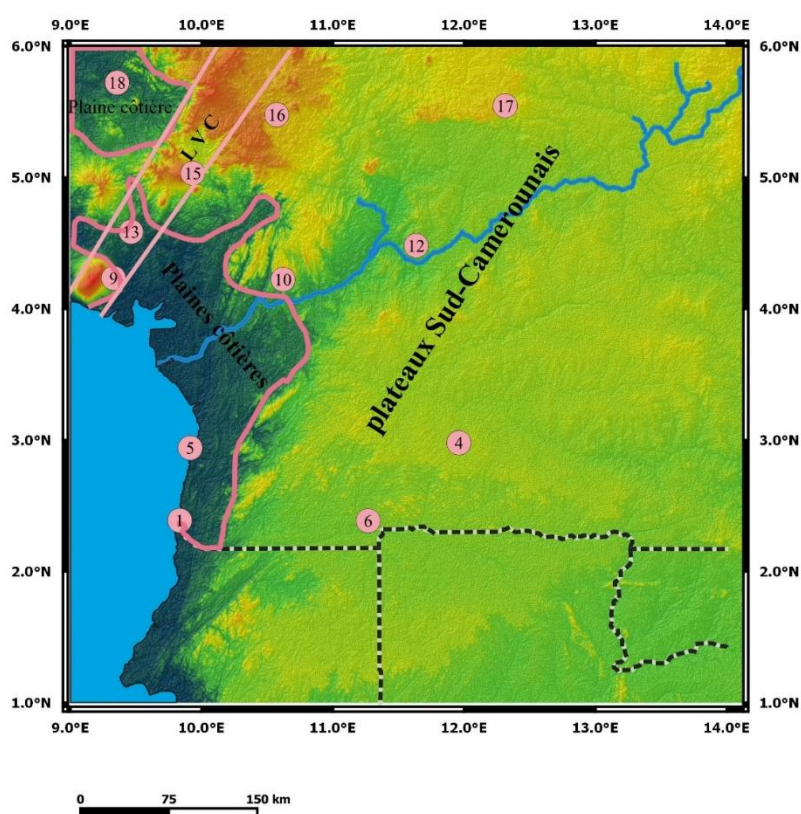 9.0°E 10.0°E 11.0°E 12.0°E 13.0°E 14.0°E
6.0°N 6.0°N
18
Plaine côtière
17
16
L V C
5.0°N 5.0°N
15
13
12
9
10
4.0°N 4.0°N
Plaines côtières
plateaux Sud-Camerounais
3.0°N 3.0°N
5
4
1
6
2.0°N 2.0°N
1.0°N 1.0°N
9.0°E 10.0°E 11.0°E 12.0°E 13.0°E 14.0°E
0 75 150 km